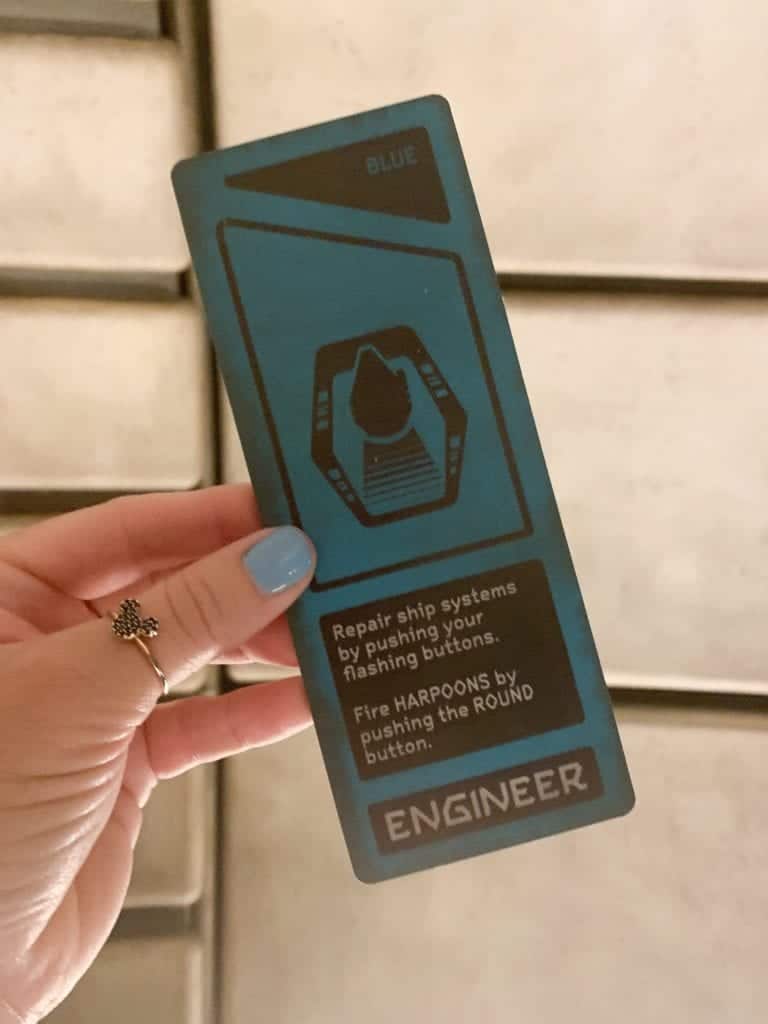 BLUE
Repair ship systems
by pushing your
flashing buttons.
Fire HARPOONS by
pushing the ROUND
button.
ENGINEER